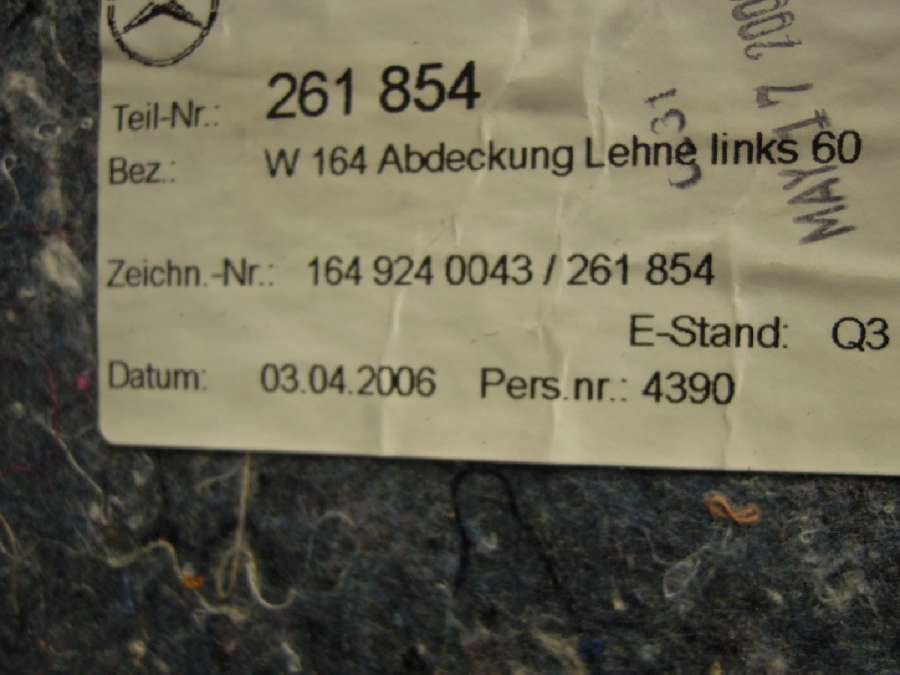 Teil-Nr.: 261 854
Bez.: W 164 Abdeckung Lehne links 60
Zeichn.-Nr.: 164 924 0043 / 261 854
E-Stand: Q3
Datum: 03.04.2006 Pers.nr.: 4390
MAY 17